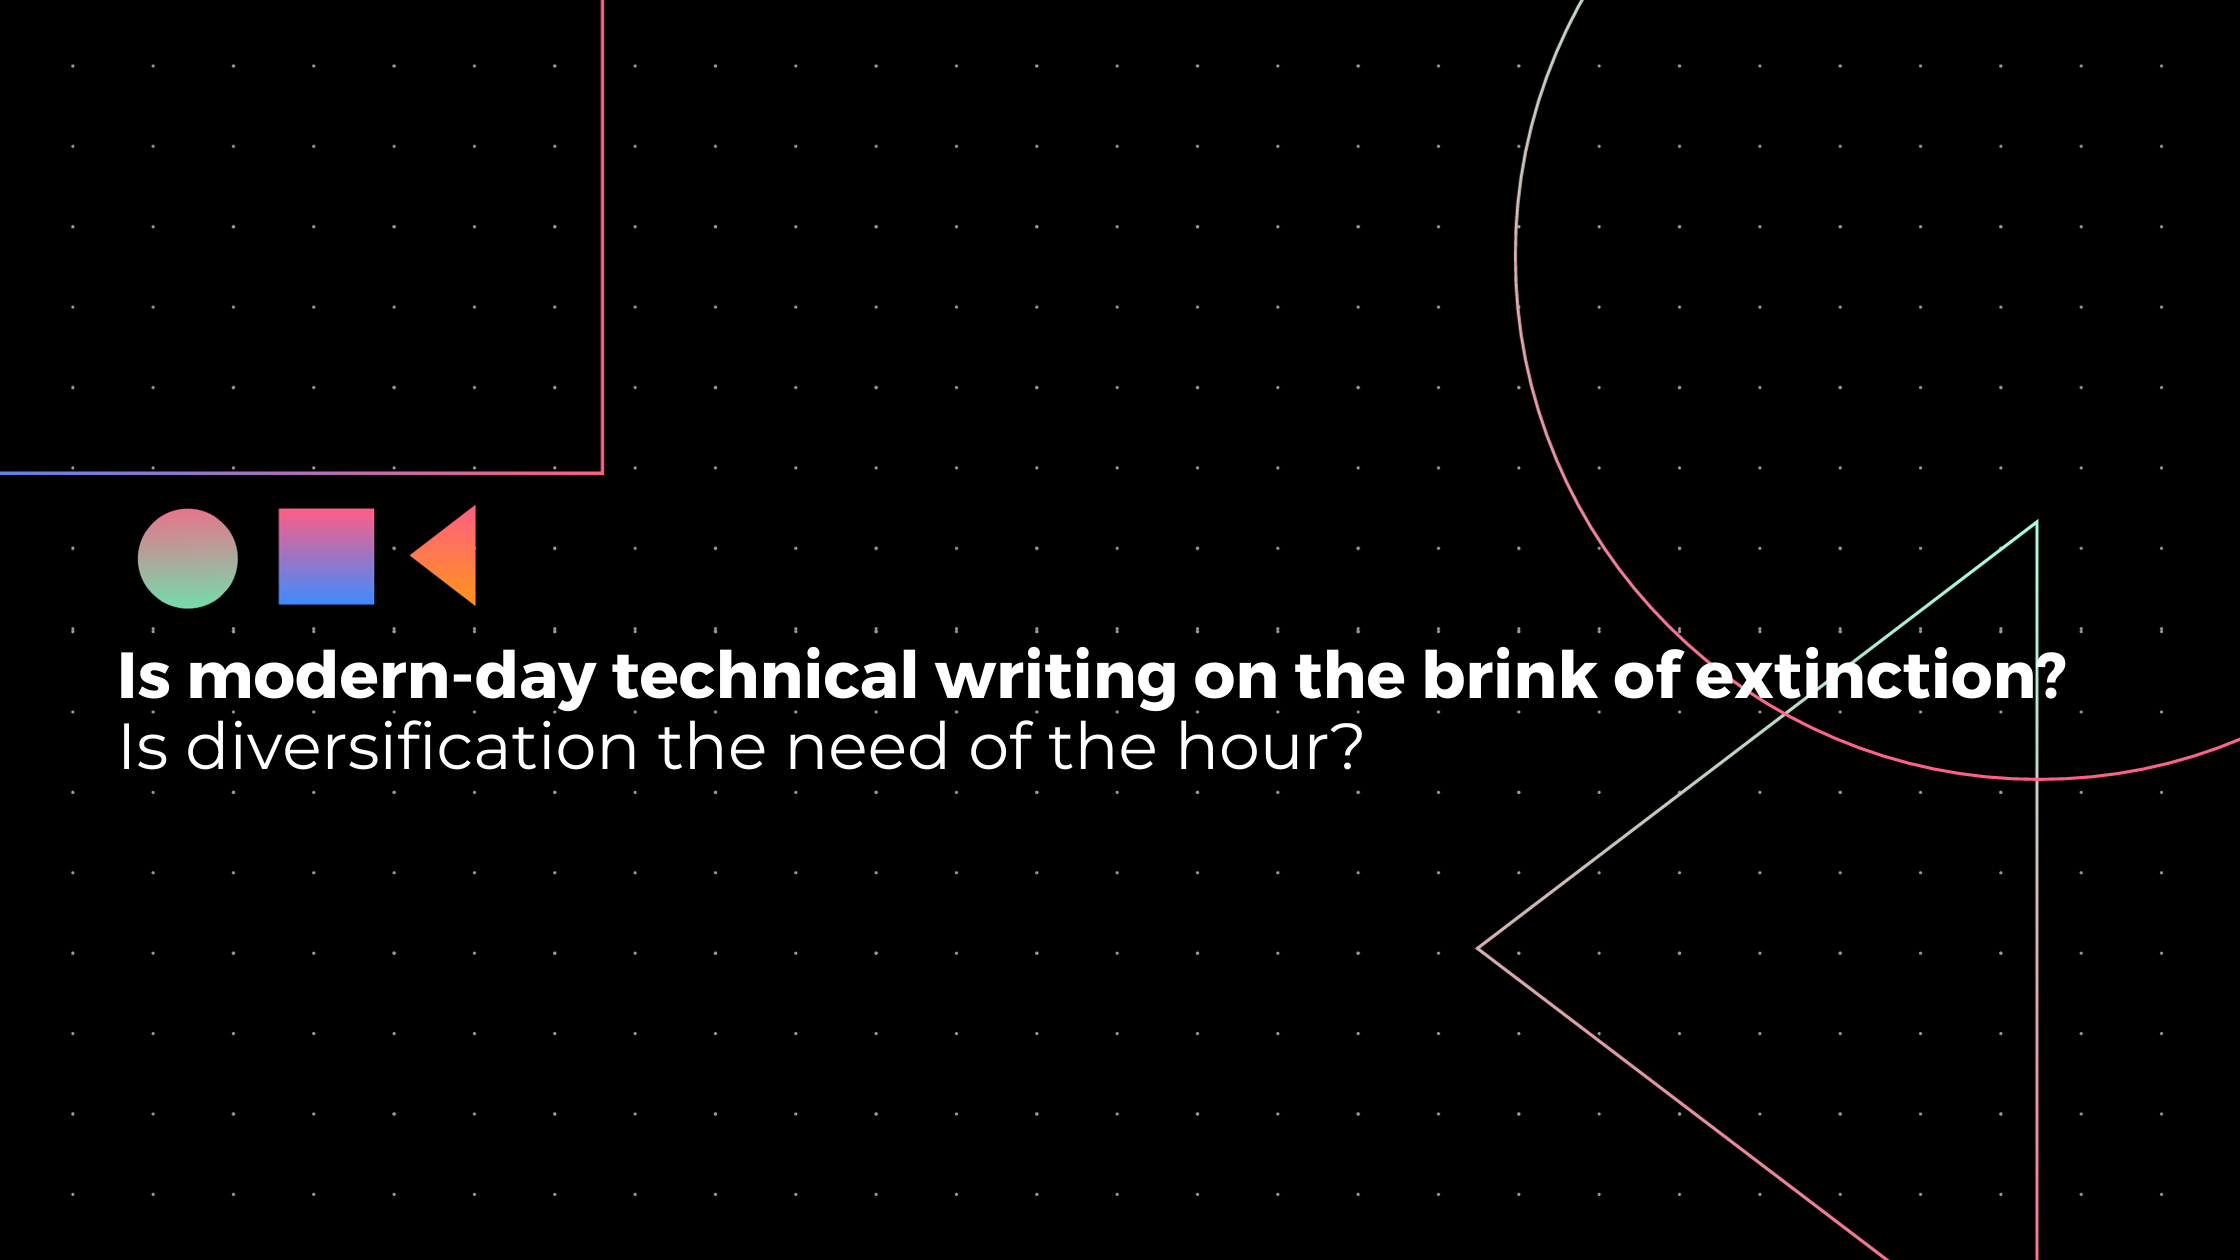 Is modern-day technical writing on the brink of extinction?
Is diversification the need of the hour?